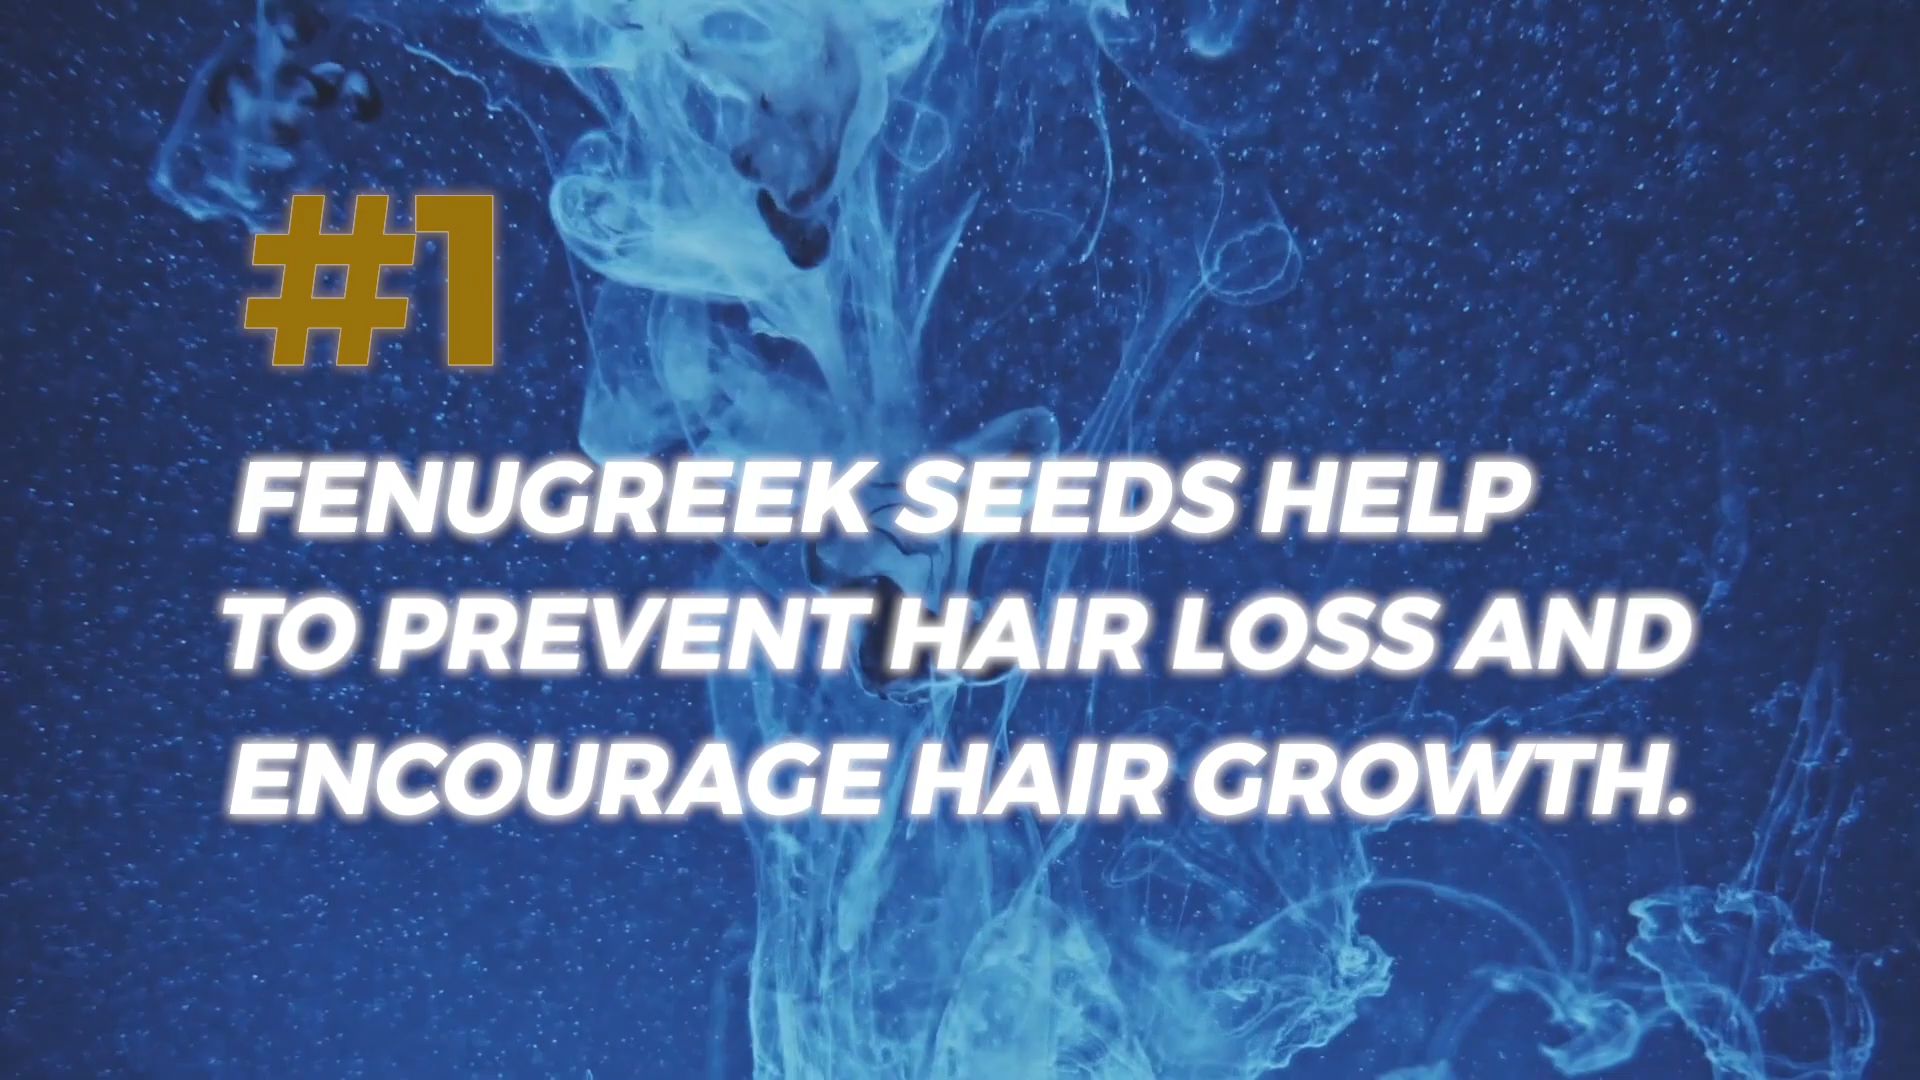 #1
FENUGREEK SEEDS HELP
TO PREVENT HAIR LOSS AND
ENCOURAGE HAIR GROWTH.